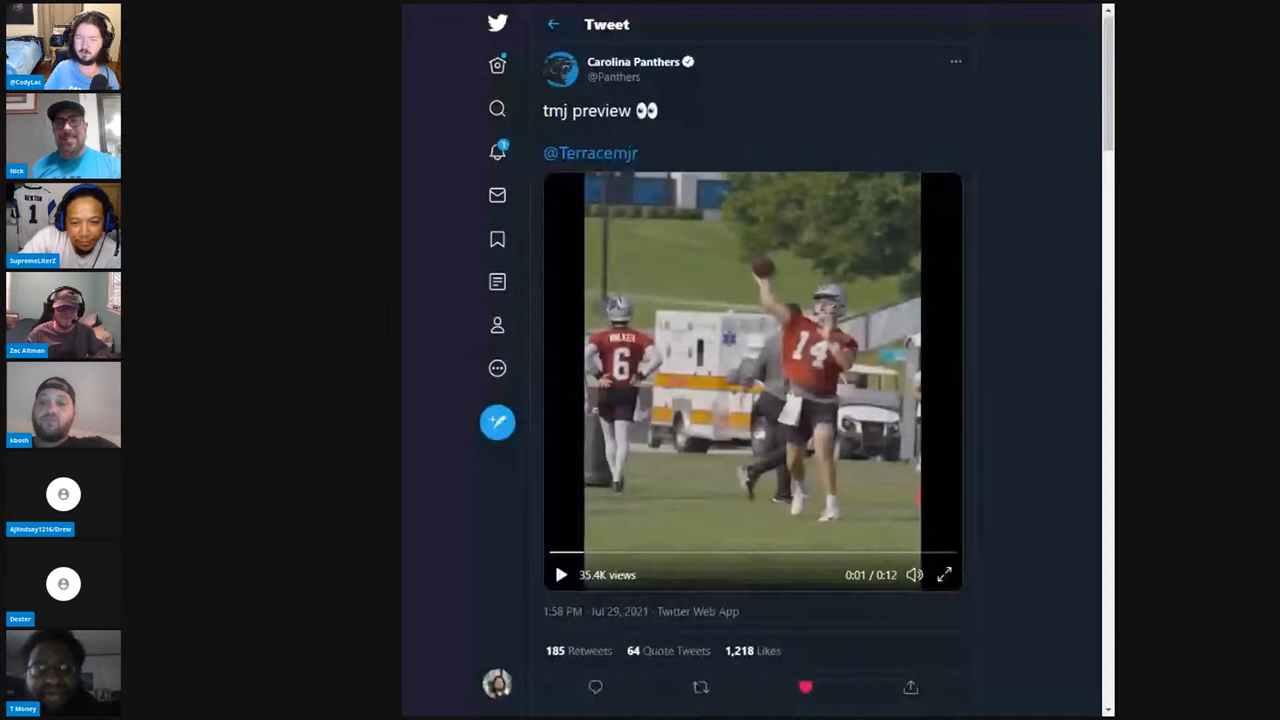 @CodyLac
Nick
NEWTON
1
SupremeLiterZ
Zac Altman
kbosh
Ajlindsay1216/Drew
Dexter
T Money
Tweet
Carolina Panthers
@Panthers
tmj preview 👀
@Terracemjr
WALKER
6
14
35.4K views
0:01 / 0:12
1:58 PM · Jul 29, 2021 · Twitter Web App
185 Retweets 64 Quote Tweets 1,218 Likes